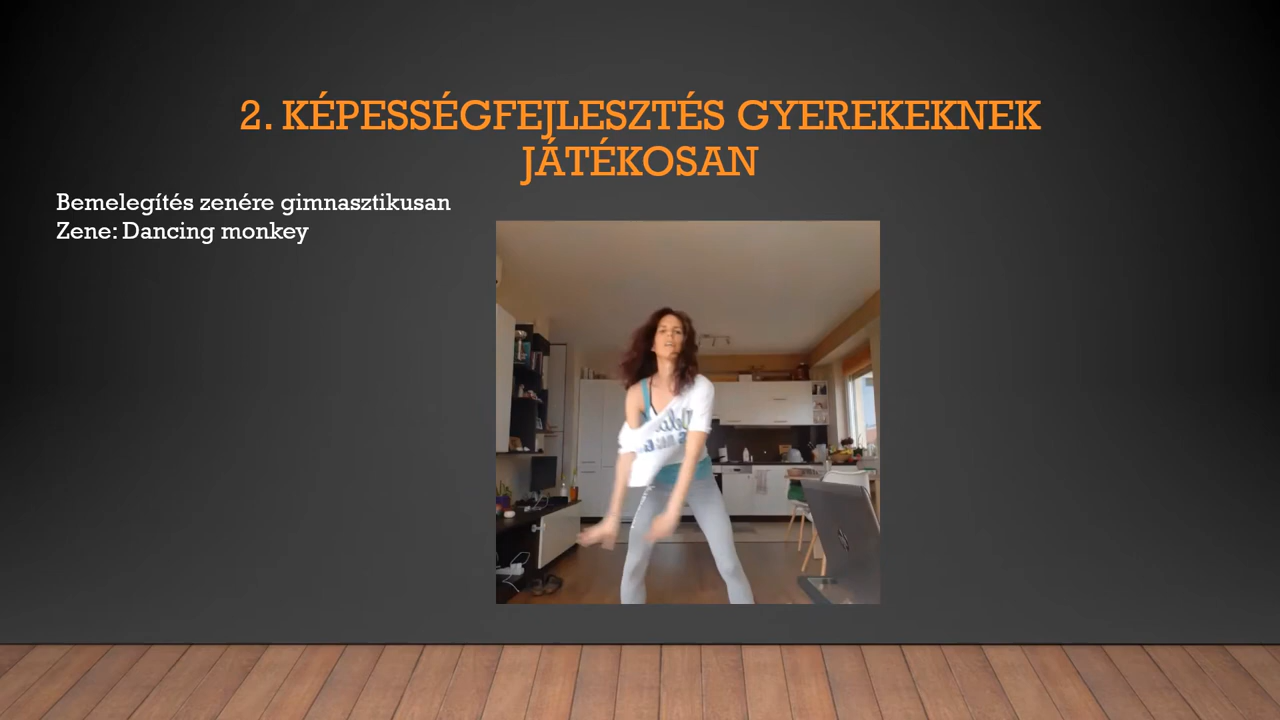 2. KÉPESSÉGFEJLESZTÉS GYEREKEKNEK
JÁTÉKOSAN
Bemelegítés zenére gimnasztikusan
Zene: Dancing monkey